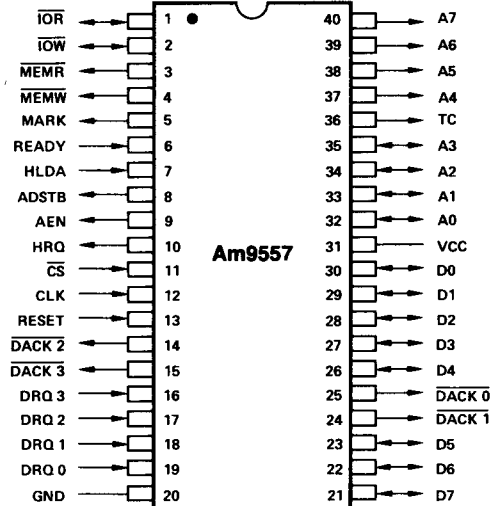 IOR 1 40 A7
IOW 2 39 A6
MEMR 3 38 A5
MEMW 4 37 A4
MARK 5 36 TC
READY 6 35 A3
HLDA 7 34 A2
ADSTB 8 33 A1
AEN 9 32 A0
HRQ 10 31 VCC
Am9557
CS 11 30 D0
CLK 12 29 D1
RESET 13 28 D2
DACK 2 14 27 D3
DACK 3 15 26 D4
DRQ 3 16 25 DACK 0
DRQ 2 17 24 DACK 1
DRQ 1 18 23 D5
DRQ 0 19 22 D6
GND 20 21 D7